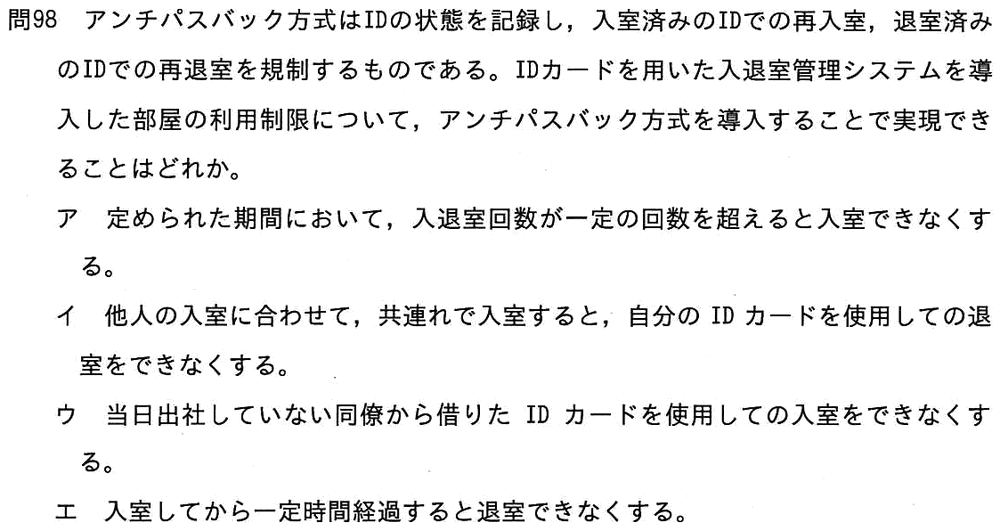 問98　アンチパスバック方式はIDの状態を記録し，入室済みのIDでの再入室，退室済み
のIDでの再退室を規制するものである。IDカードを用いた入退室管理システムを導
入した部屋の利用制限について，アンチパスバック方式を導入することで実現でき
ることはどれか。
ア　定められた期間において，入退室回数が一定の回数を超えると入室できなくす
る。
イ　他人の入室に合わせて，共連れで入室すると，自分の ID カードを使用しての退
室をできなくする。
ウ　当日出社していない同僚から借りた ID カードを使用しての入室をできなくす
る。
エ　入室してから一定時間経過すると退室できなくする。